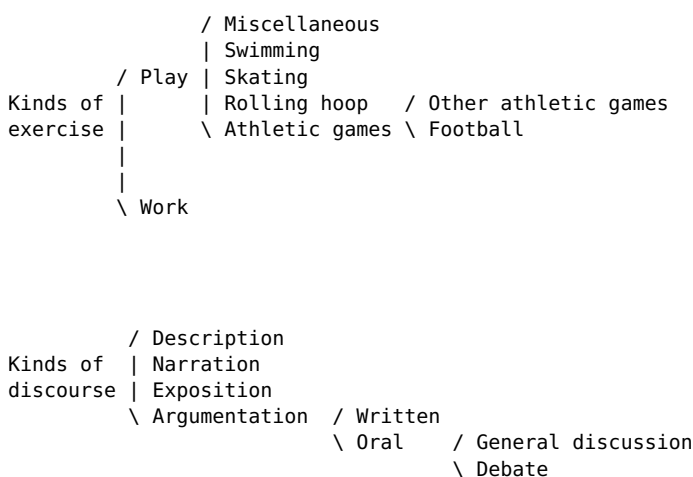 / Miscellaneous
                        | Swimming
             / Play | Skating
Kinds of |         | Rolling hoop   / Other athletic games
exercise |         \ Athletic games \ Football
             |
             |
             \ Work
               / Description
Kinds of  | Narration
discourse | Exposition
               \ Argumentation  / Written
                                        \ Oral    / General discussion
                                                      \ Debate